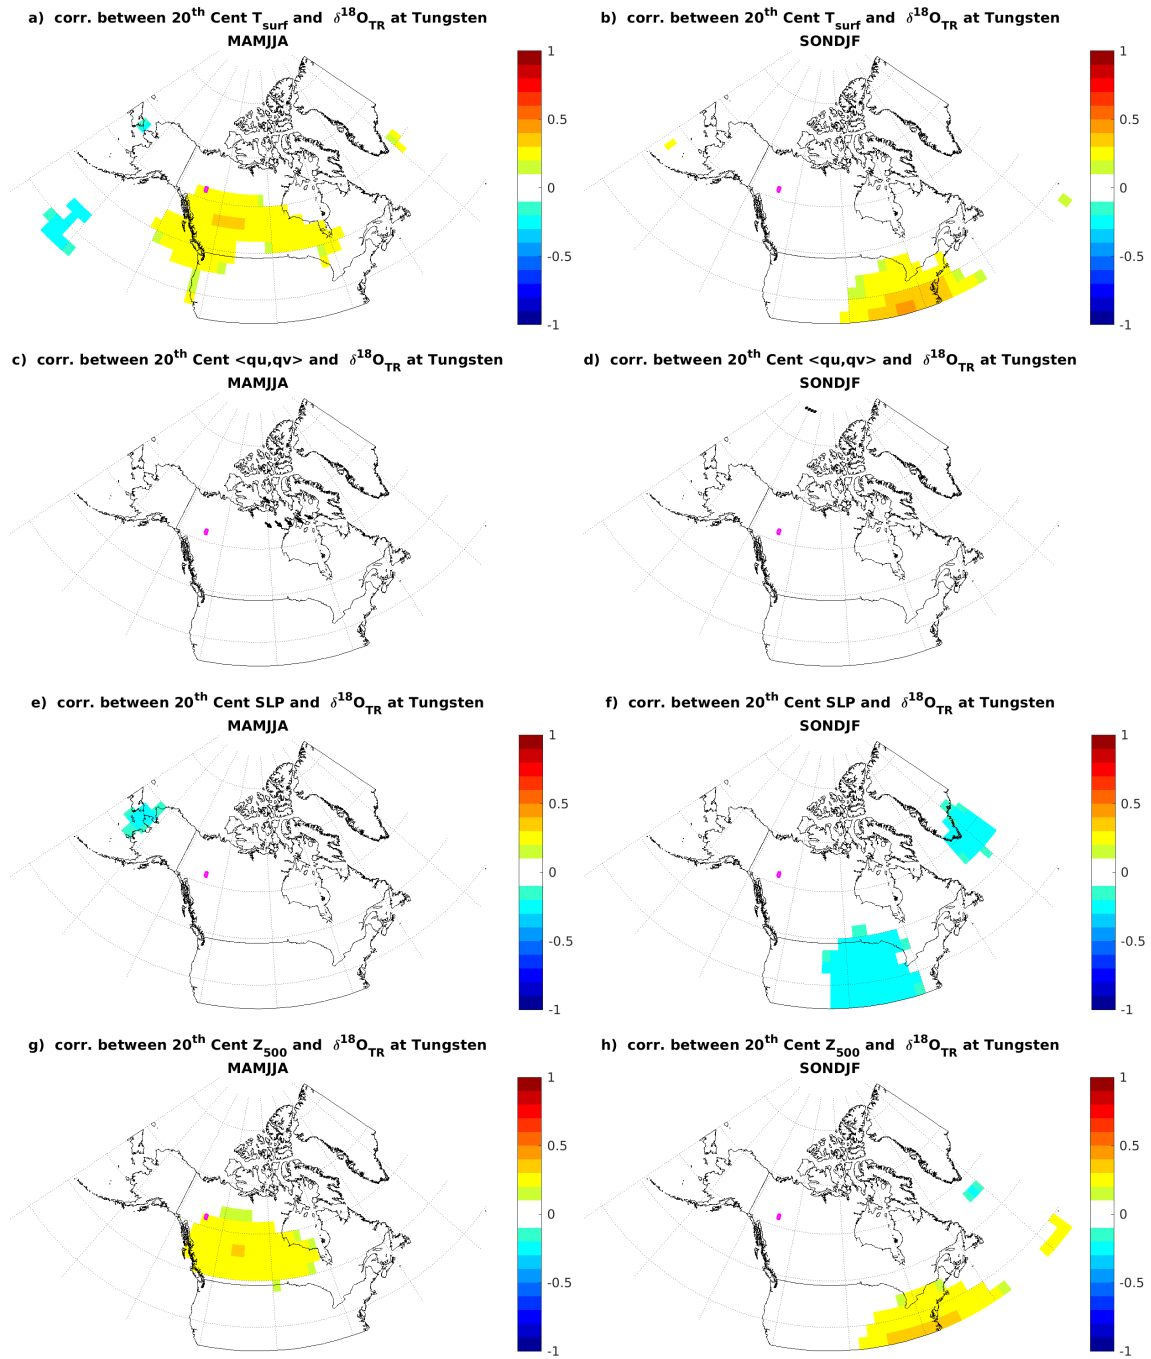 a) corr. between 20th Cent Tsurf and δ18OTR at Tungsten
MAMJJA
1
0.5
0
-0.5
-1
b) corr. between 20th Cent Tsurf and δ18OTR at Tungsten
SONDJF
1
0.5
0
-0.5
-1
c) corr. between 20th Cent <qu,qv> and δ18OTR at Tungsten
MAMJJA
d) corr. between 20th Cent <qu,qv> and δ18OTR at Tungsten
SONDJF
e) corr. between 20th Cent SLP and δ18OTR at Tungsten
MAMJJA
1
0.5
0
-0.5
-1
f) corr. between 20th Cent SLP and δ18OTR at Tungsten
SONDJF
1
0.5
0
-0.5
-1
g) corr. between 20th Cent Z500 and δ18OTR at Tungsten
MAMJJA
1
0.5
0
-0.5
-1
h) corr. between 20th Cent Z500 and δ18OTR at Tungsten
SONDJF
1
0.5
0
-0.5
-1